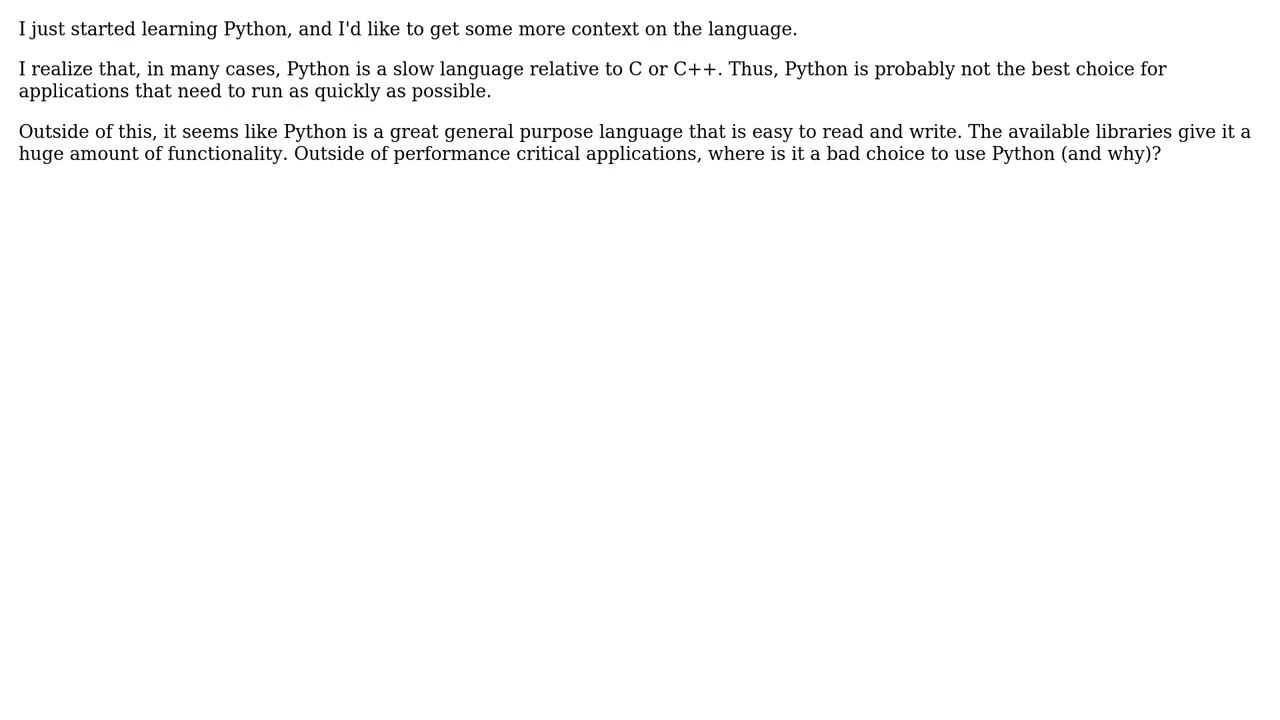 I just started learning Python, and I'd like to get some more context on the language.
I realize that, in many cases, Python is a slow language relative to C or C++. Thus, Python is probably not the best choice for
applications that need to run as quickly as possible.
Outside of this, it seems like Python is a great general purpose language that is easy to read and write. The available libraries give it a
huge amount of functionality. Outside of performance critical applications, where is it a bad choice to use Python (and why)?